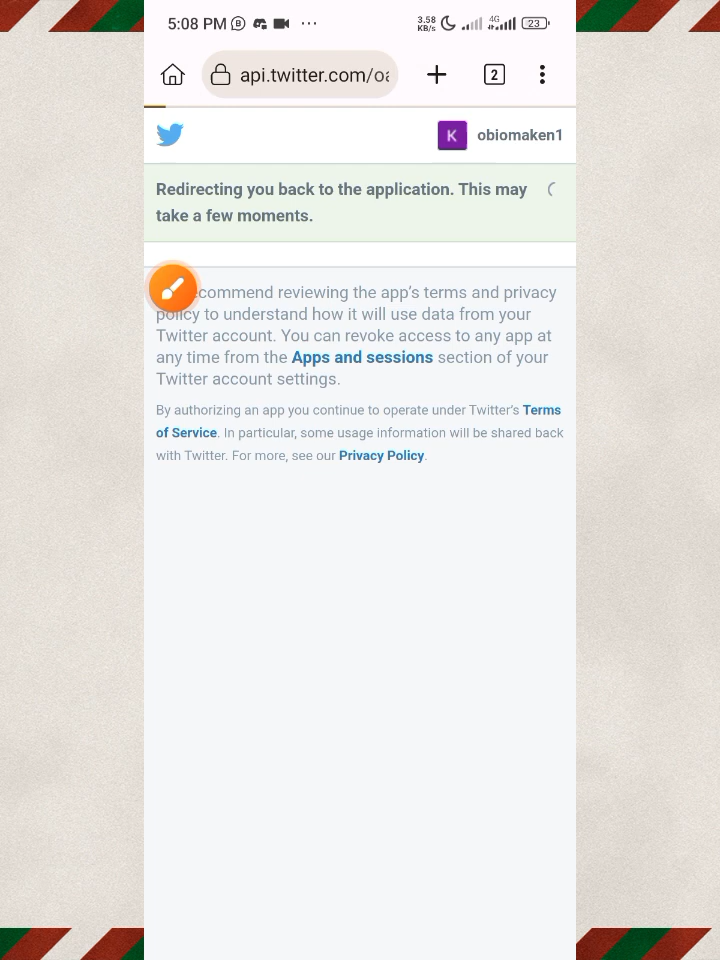 5:08 PM
3.58 KB/s
4G
23
api.twitter.com/oa
2
K
obiomaken1
Redirecting you back to the application. This may
take a few moments.
commend reviewing the app's terms and privacy
policy to understand how it will use data from your
Twitter account. You can revoke access to any app at
any time from the Apps and sessions section of your
Twitter account settings.
By authorizing an app you continue to operate under Twitter's Terms
of Service. In particular, some usage information will be shared back
with Twitter. For more, see our Privacy Policy.